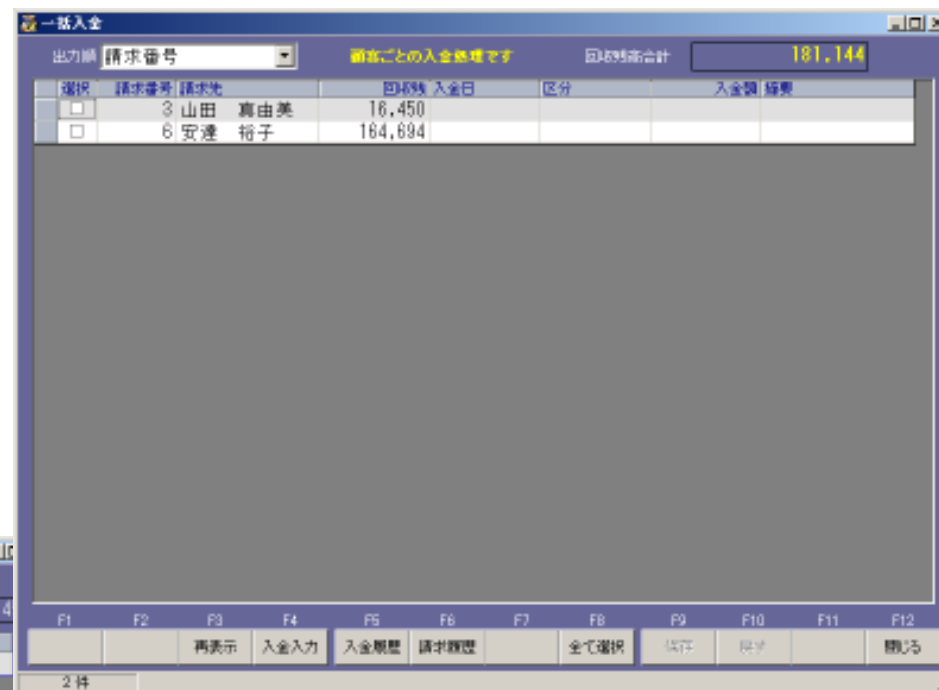 一括入金
出力順 請求番号 顧客ごとの入金処理です 回収残高合計 181,144
選択 請求番号 請求先 回収残 入金日 区分 入金額 摘要
3 山田 真由美 16,450
6 安達 裕子 164,694
F1 F2 F3 F4 F5 F6 F7 F8 F9 F10 F11 F12
再表示 入金入力 入金履歴 請求履歴 全て選択 保存 戻す 閉じる
2 件
4